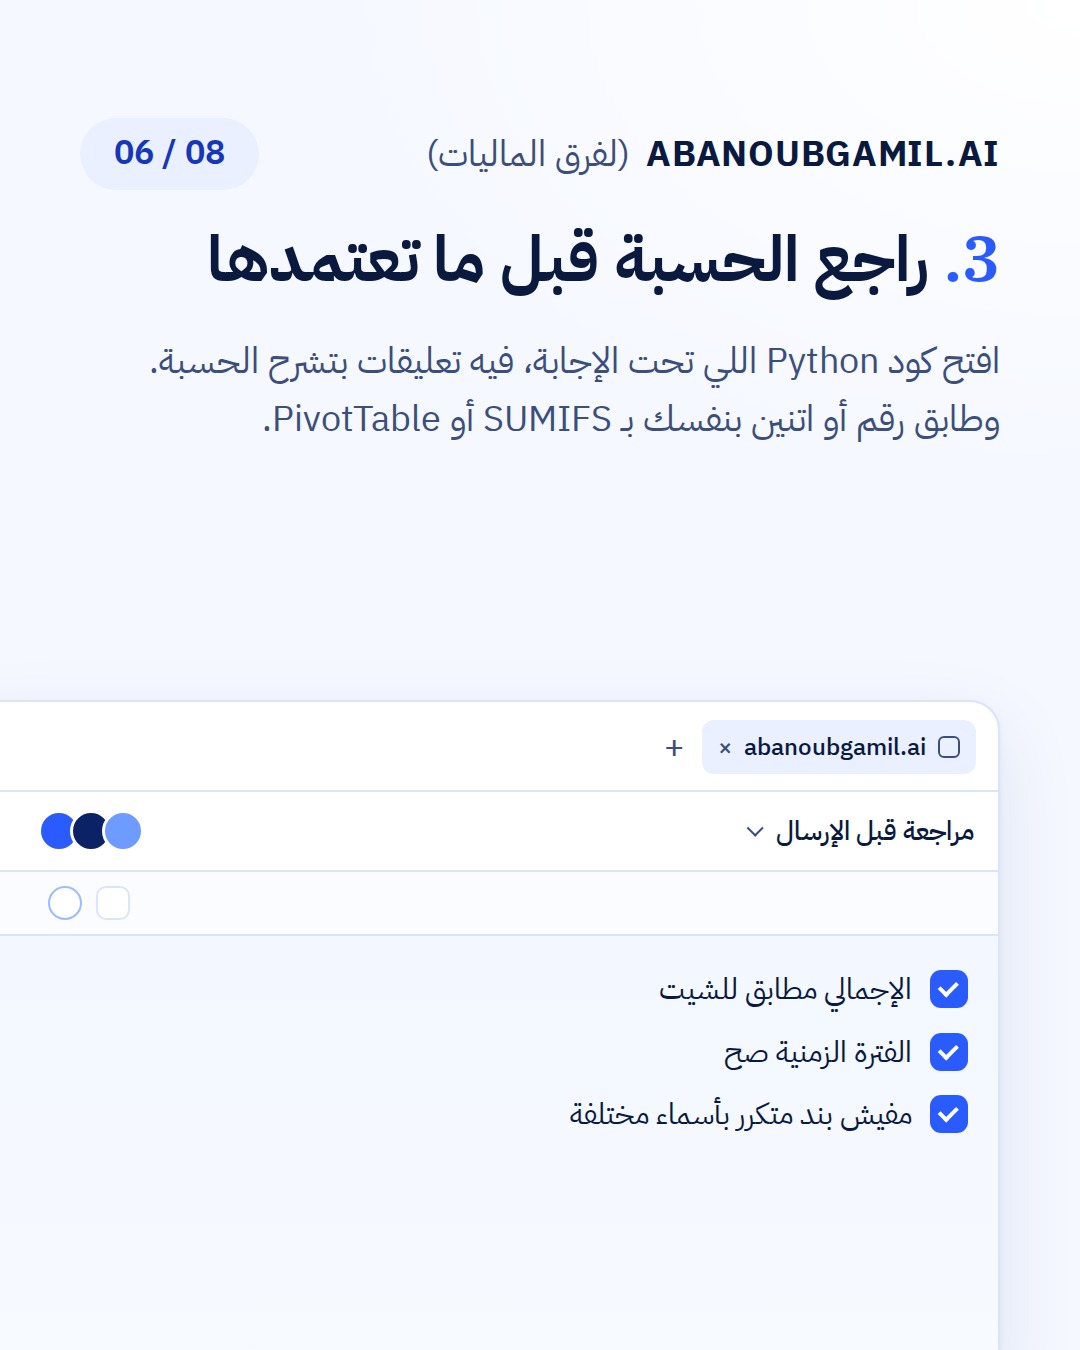 ABANOUBGAMIL.AI (لفرق الماليات)
06 / 08
3. راجع الحسبة قبل ما تعتمدها
افتح كود Python اللي تحت الإجابة، فيه تعليقات بتشرح الحسبة.
وطابق رقم أو اتنين بنفسك بـ SUMIFS أو PivotTable.
abanoubgamil.ai × +
مراجعة قبل الإرسال
الإجمالي مطابق للشيت
الفترة الزمنية صح
مفيش بند متكرر بأسماء مختلفة